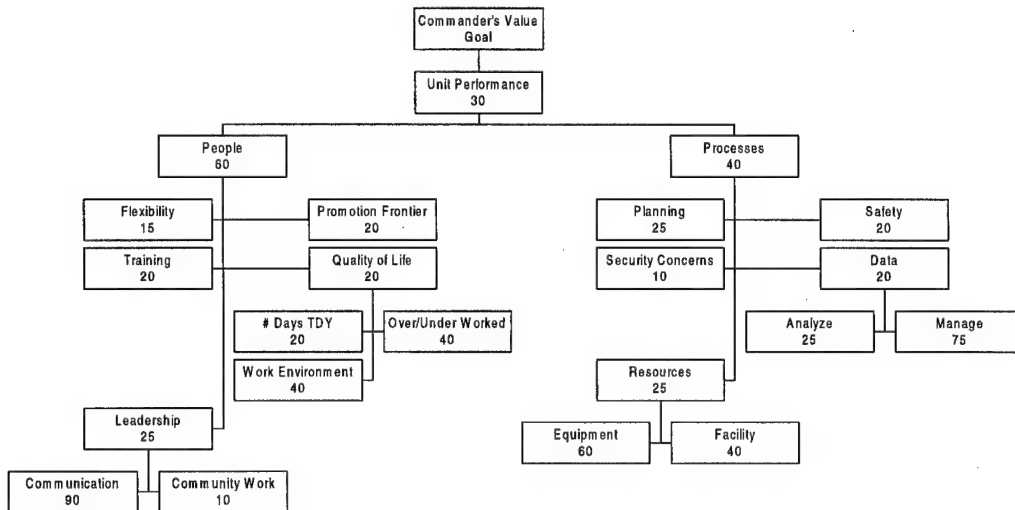 Commander's Value
Goal
Unit Performance
30
People
60
Processes
40
Flexibility
15
Promotion Frontier
20
Training
20
Quality of Life
20
# Days TDY
20
Over/Under Worked
40
Work Environment
40
Leadership
25
Communication
90
Community Work
10
Planning
25
Safety
20
Security Concerns
10
Data
20
Analyze
25
Manage
75
Resources
25
Equipment
60
Facility
40